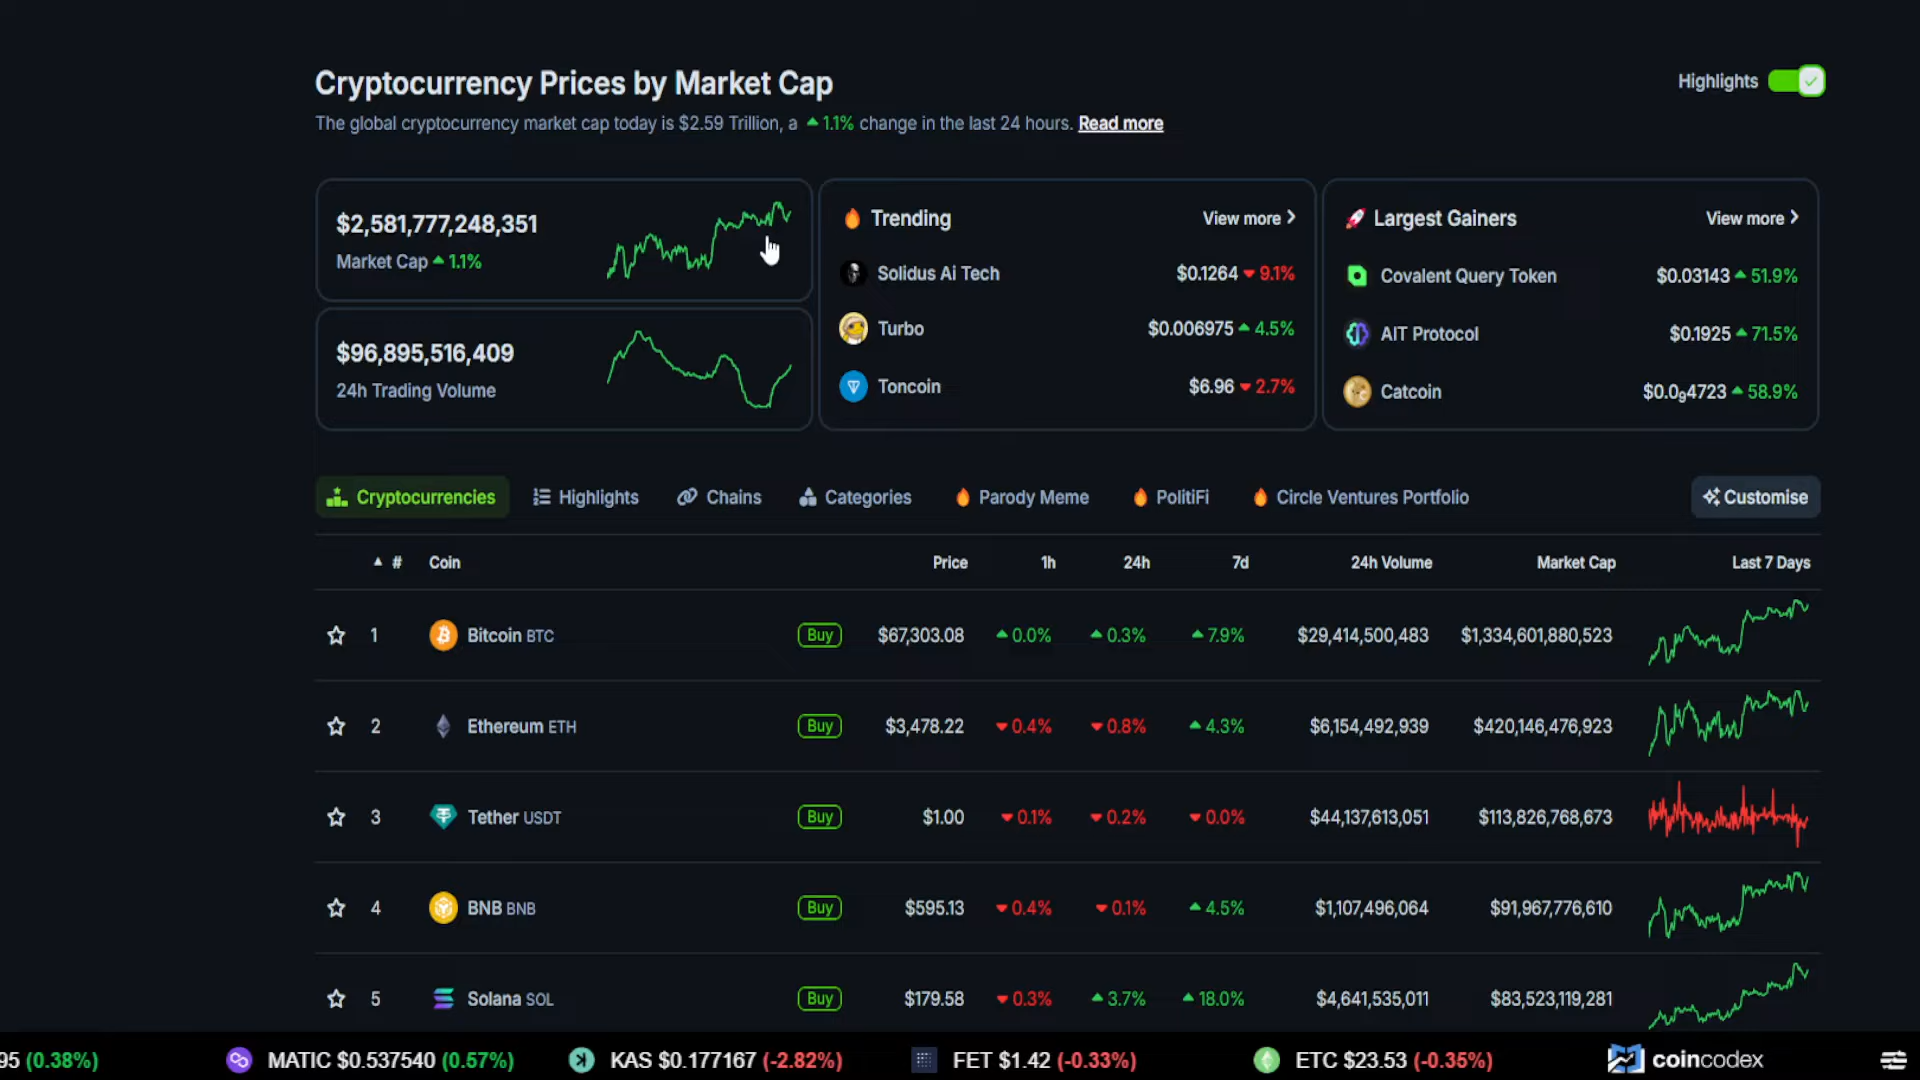 Cryptocurrency Prices by Market Cap
Highlights
The global cryptocurrency market cap today is $2.59 Trillion, a 1.1% change in the last 24 hours. Read more
$2,581,777,248,351
Market Cap 1.1%
$96,895,516,409
24h Trading Volume
Trending View more
Solidus Ai Tech $0.1264 9.1%
Turbo $0.006975 4.5%
Toncoin $6.96 2.7%
Largest Gainers View more
Covalent Query Token $0.03143 51.9%
AIT Protocol $0.1925 71.5%
Catcoin $0.0₉4723 58.9%
Cryptocurrencies Highlights Chains Categories Parody Meme PolitiFi Circle Ventures Portfolio Customise
# Coin Price 1h 24h 7d 24h Volume Market Cap Last 7 Days
1 Bitcoin BTC Buy $67,303.08 0.0% 0.3% 7.9% $29,414,500,483 $1,334,601,880,523
2 Ethereum ETH Buy $3,478.22 0.4% 0.8% 4.3% $6,154,492,939 $420,146,476,923
3 Tether USDT Buy $1.00 0.1% 0.2% 0.0% $44,137,613,051 $113,826,768,673
4 BNB BNB Buy $595.13 0.4% 0.1% 4.5% $1,107,496,064 $91,967,776,610
5 Solana SOL Buy $179.58 0.3% 3.7% 18.0% $4,641,535,011 $83,523,119,281
95 (0.38%) MATIC $0.537540 (0.57%) KAS $0.177167 (-2.82%) FET $1.42 (-0.33%) ETC $23.53 (-0.35%) coincodex